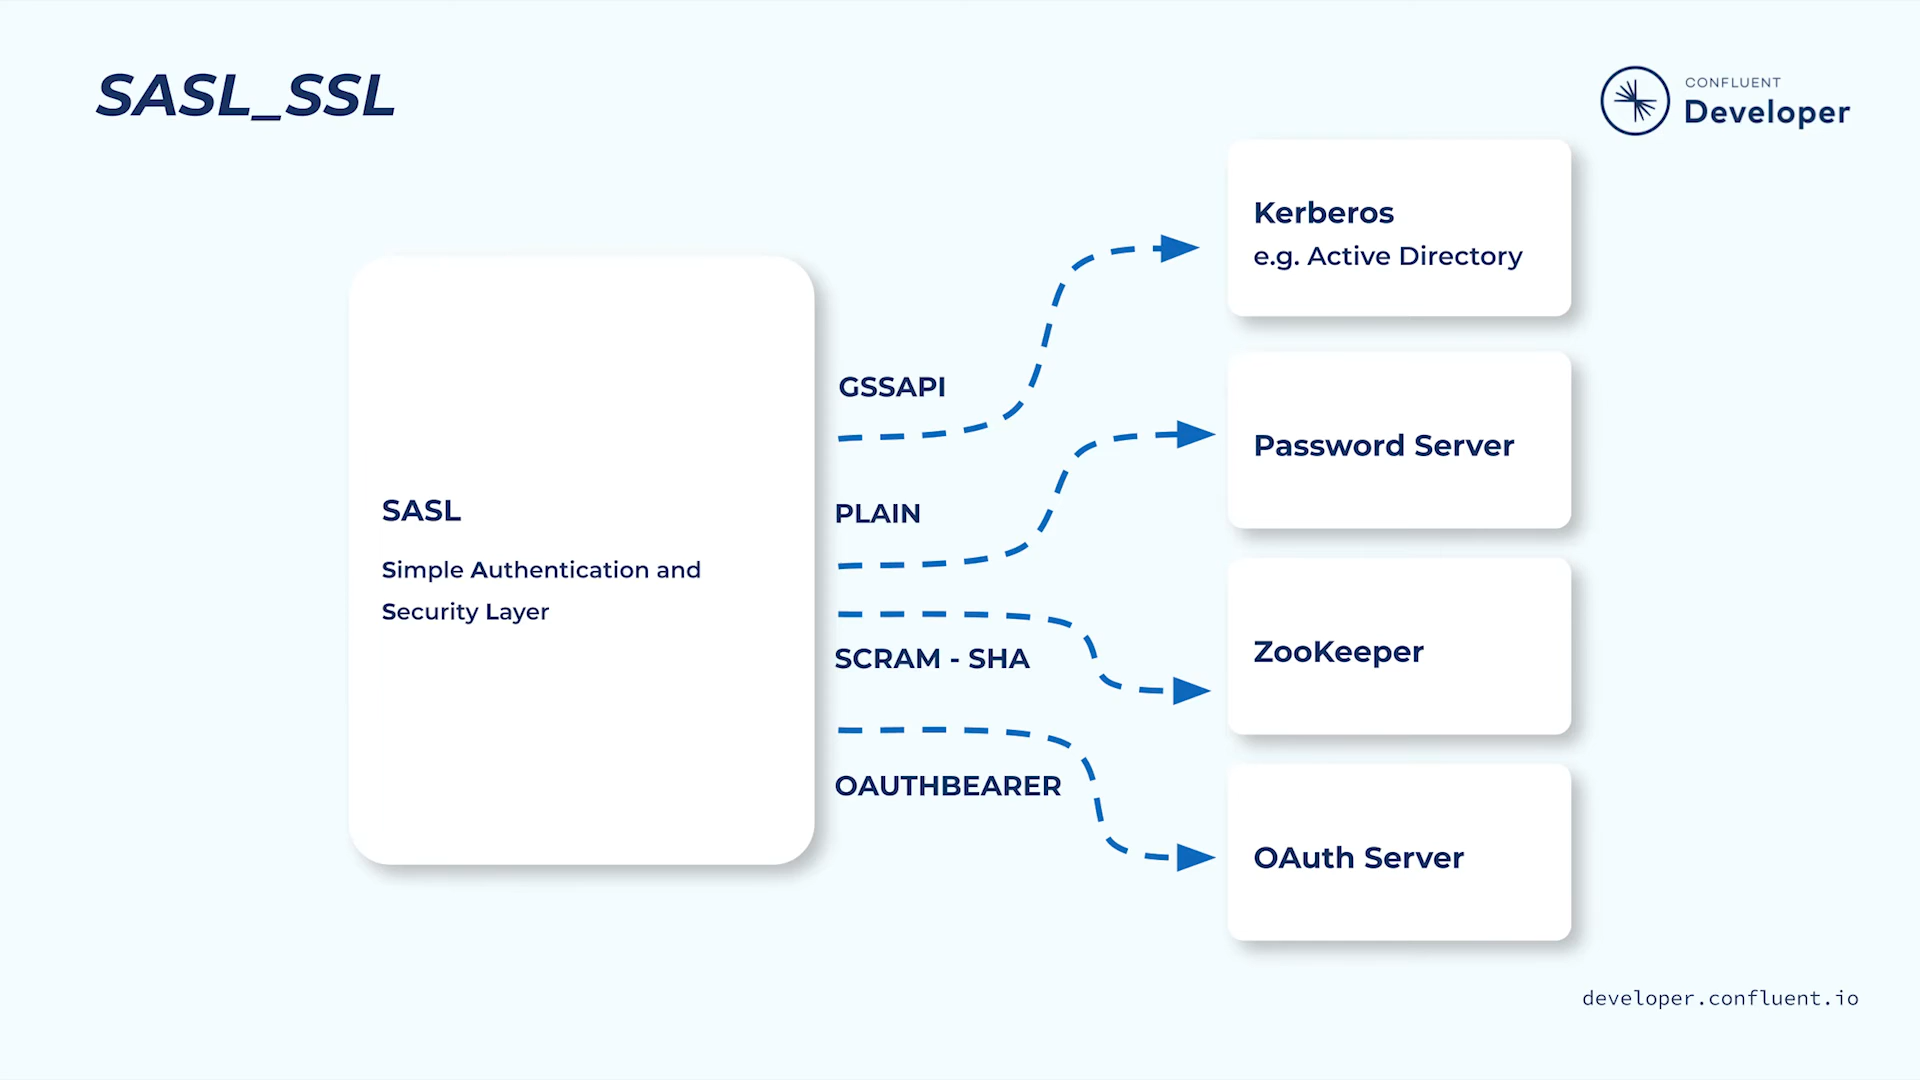 SASL_SSL
CONFLUENT
Developer
SASL
Simple Authentication and
Security Layer
GSSAPI
PLAIN
SCRAM - SHA
OAUTHBEARER
Kerberos
e.g. Active Directory
Password Server
ZooKeeper
OAuth Server
developer.confluent.io